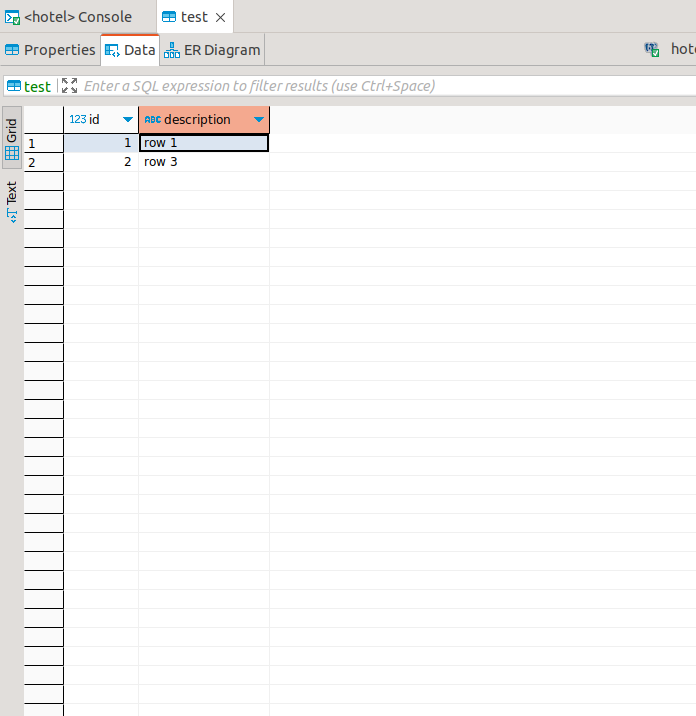 <hotel> Console
test
Properties
Data
ER Diagram
hote
test
Enter a SQL expression to filter results (use Ctrl+Space)
Grid
Text
123 id
ABC description
1 1 row 1
2 2 row 3